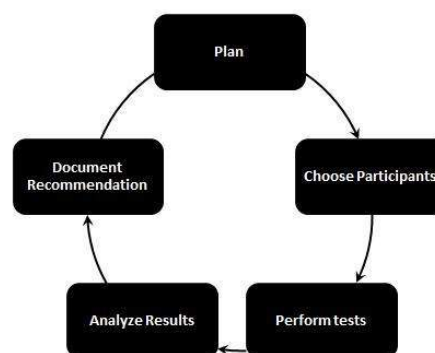 Plan
Choose Participants
Perform tests
Analyze Results
Document
Recommendation